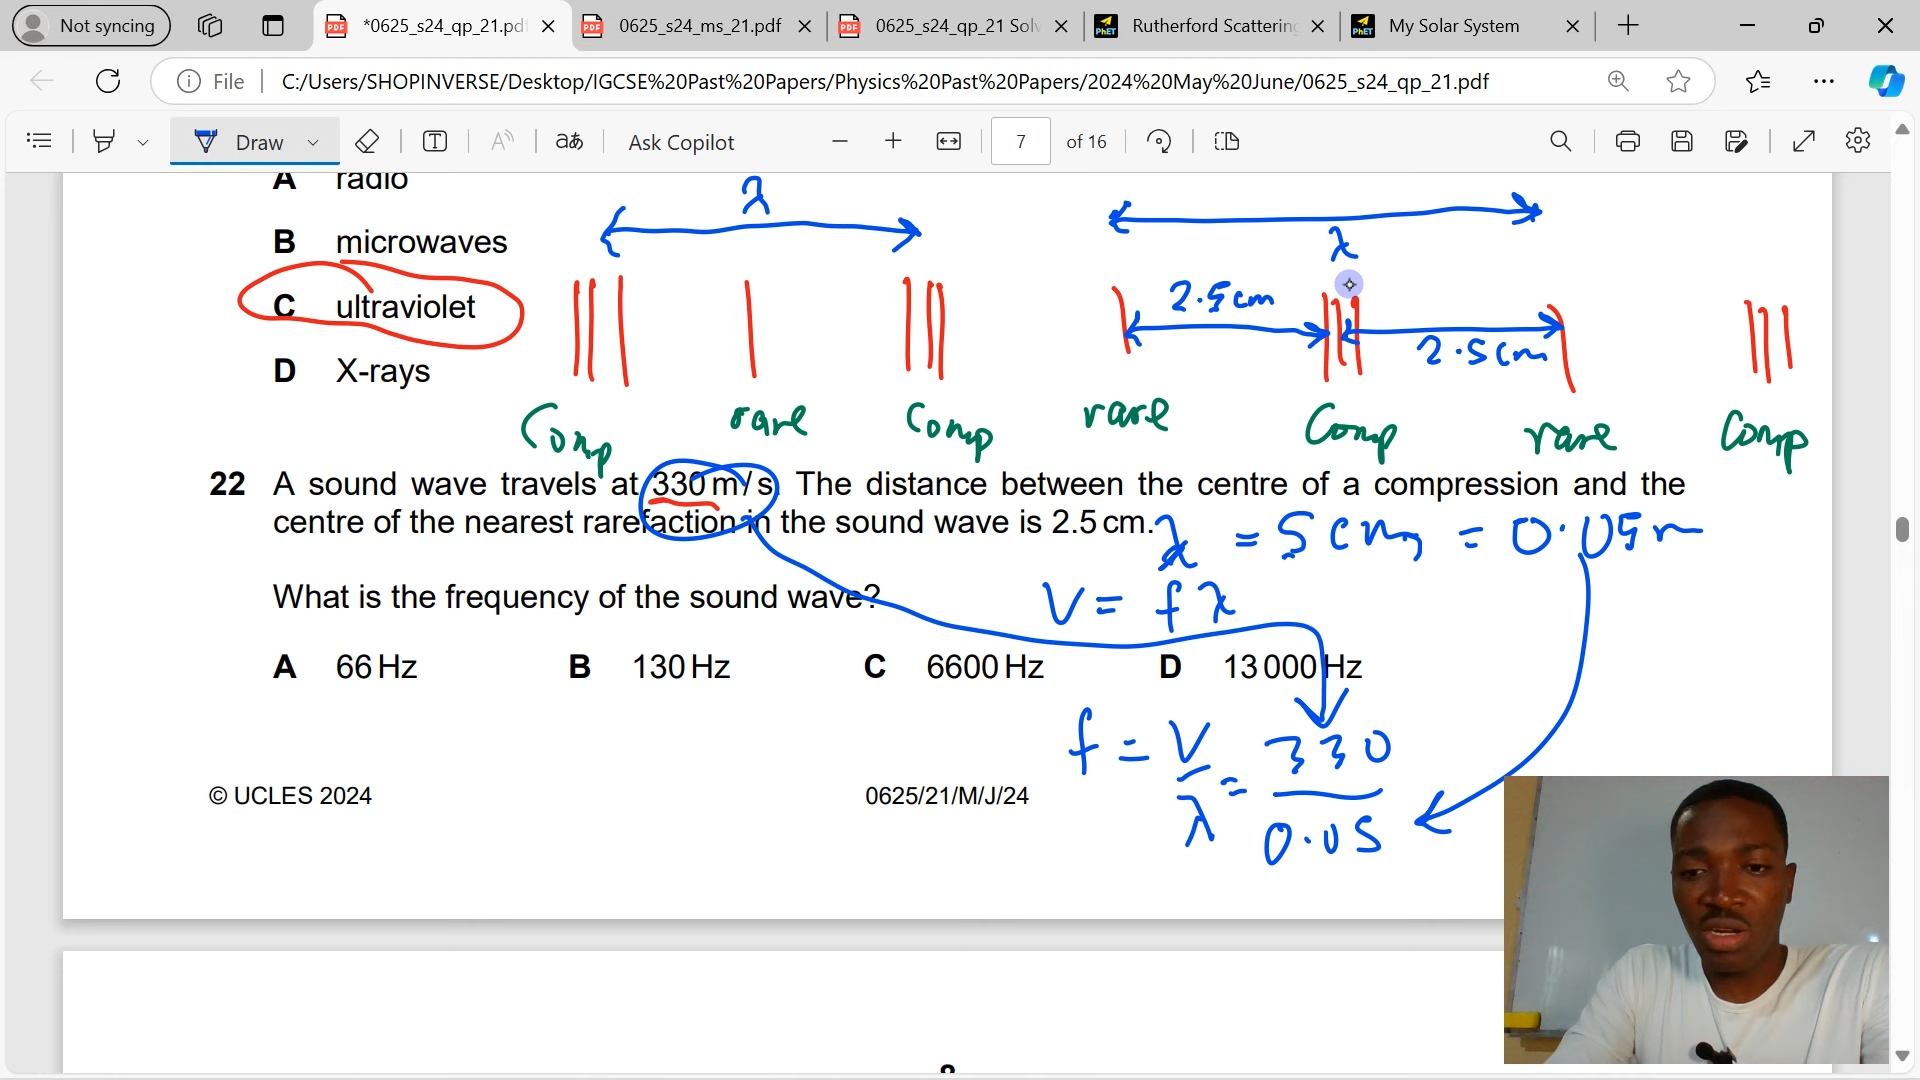 Not syncing
*0625_s24_qp_21.pdf
0625_s24_ms_21.pdf
0625_s24_qp_21 Solv
Rutherford Scattering
My Solar System
File
C:/Users/SHOPINVERSE/Desktop/IGCSE%20Past%20Papers/Physics%20Past%20Papers/2024%20May%20June/0625_s24_qp_21.pdf
Draw
Ask Copilot
7 of 16
A radio
B microwaves
C ultraviolet
D X-rays
λ
λ
2.5cm
2.5cm
Comp rare Comp rare Comp rare Comp
22 A sound wave travels at 330 m/s. The distance between the centre of a compression and the
centre of the nearest rarefaction in the sound wave is 2.5 cm.
λ = 5cm = 0.05m
What is the frequency of the sound wave?
V = fλ
A 66 Hz B 130 Hz C 6600 Hz D 13 000 Hz
f = V/λ = 330/0.05
© UCLES 2024 0625/21/M/J/24
8